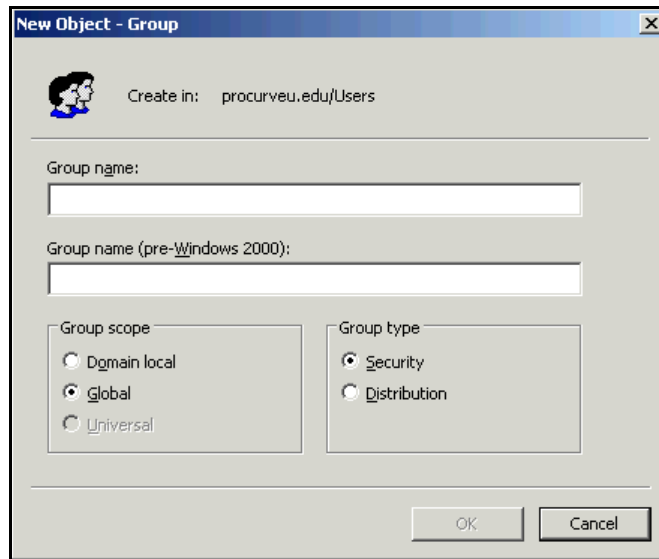 New Object - Group
Create in: procurveu.edu/Users
Group name:
Group name (pre-Windows 2000):
Group scope
Domain local
Global
Universal
Group type
Security
Distribution
OK
Cancel